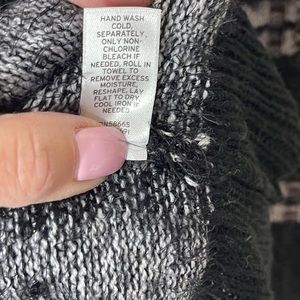 HAND WASH
COLD,
SEPARATELY,
ONLY NON-
CHLORINE
BLEACH IF
NEEDED, ROLL IN
TOWEL TO REMOVE
EXCESS MOISTURE,
RESHAPE, LAY
FLAT TO DRY
COOL IRON IF
NEEDED